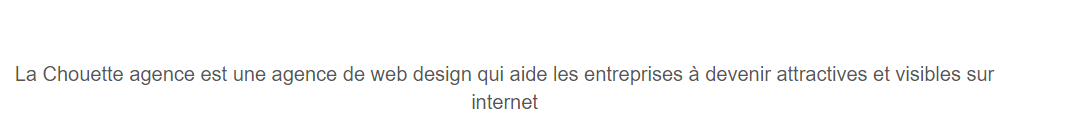 La Chouette agence est une agence de web design qui aide les entreprises à devenir attractives et visibles sur
internet